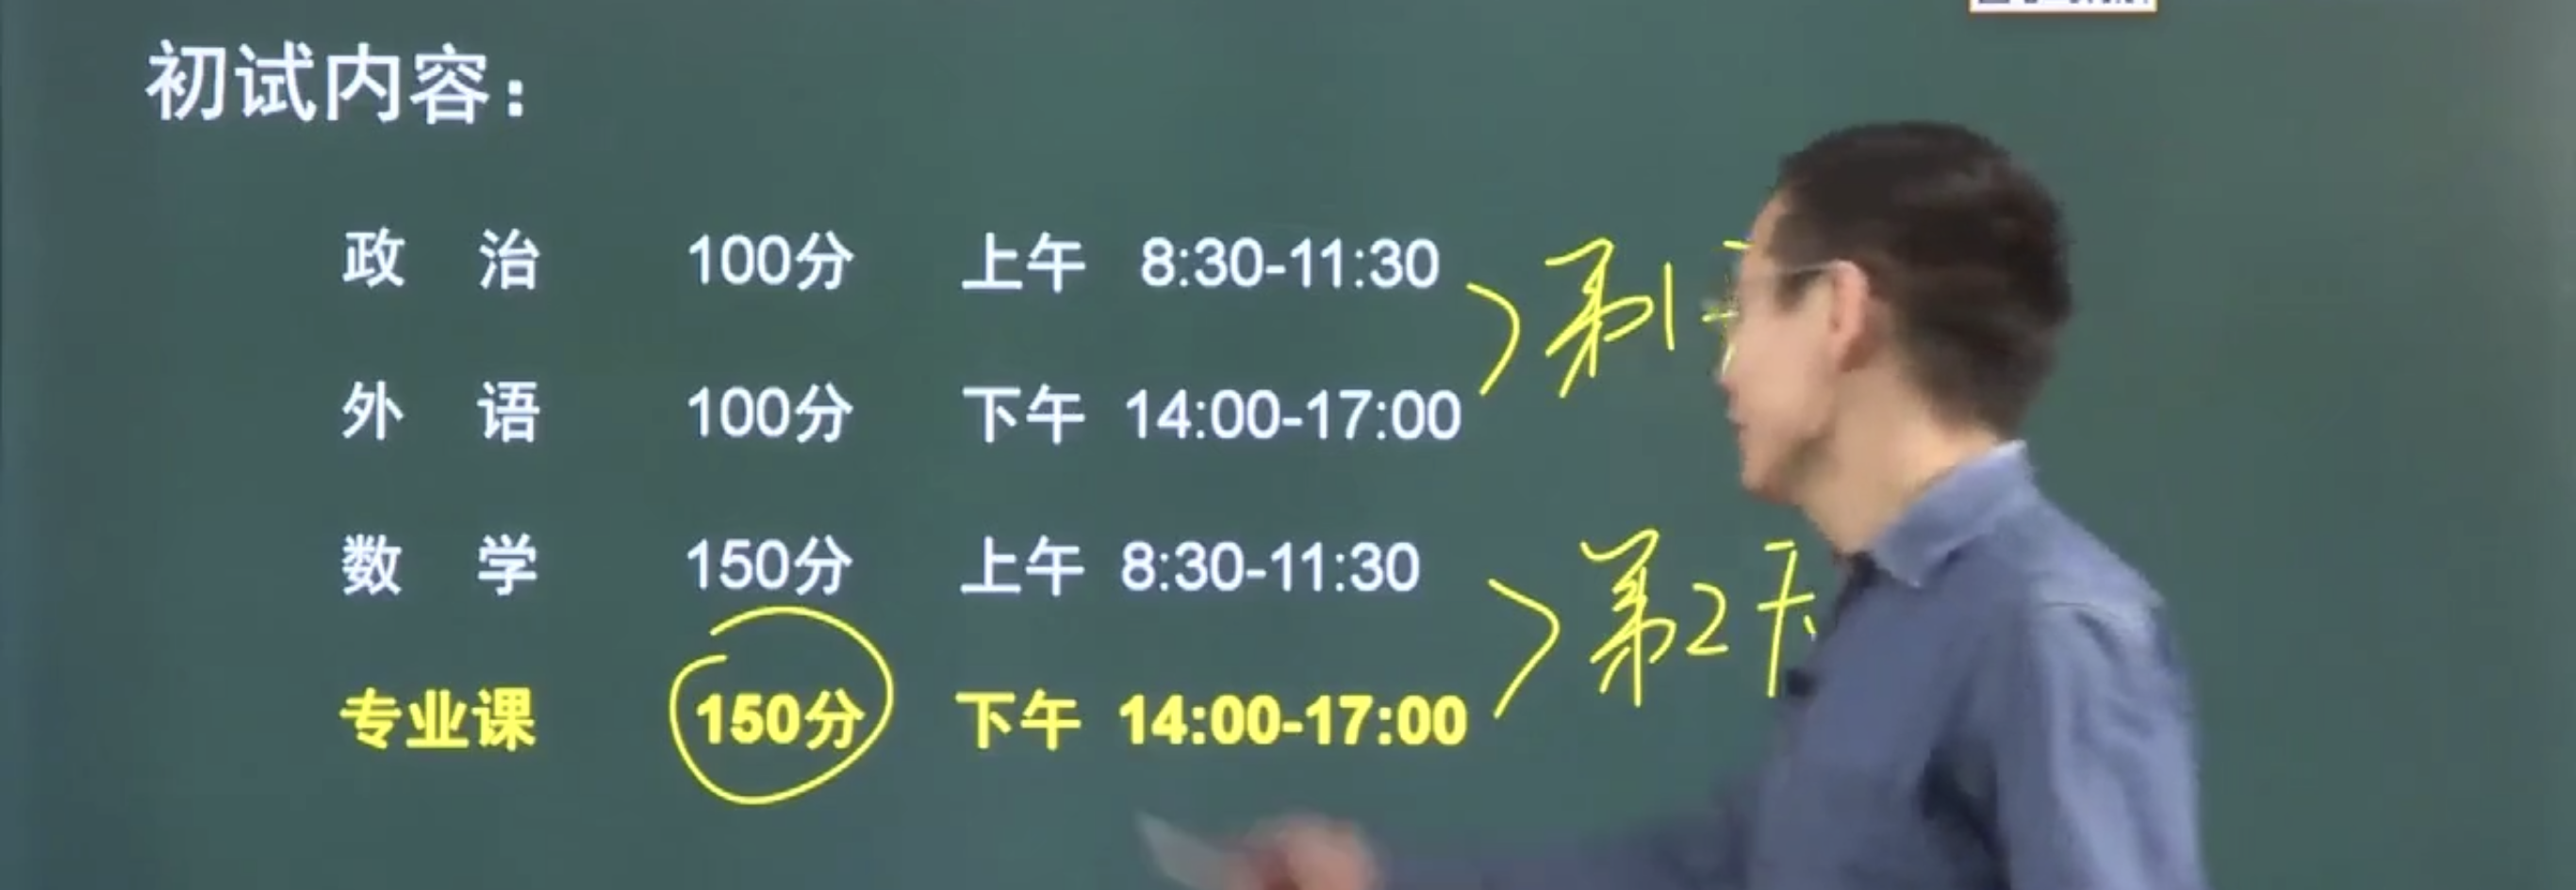 初试内容：
政 治 100分 上午 8:30-11:30
外 语 100分 下午 14:00-17:00
第1
数 学 150分 上午 8:30-11:30
专业课 150分 下午 14:00-17:00
第2天